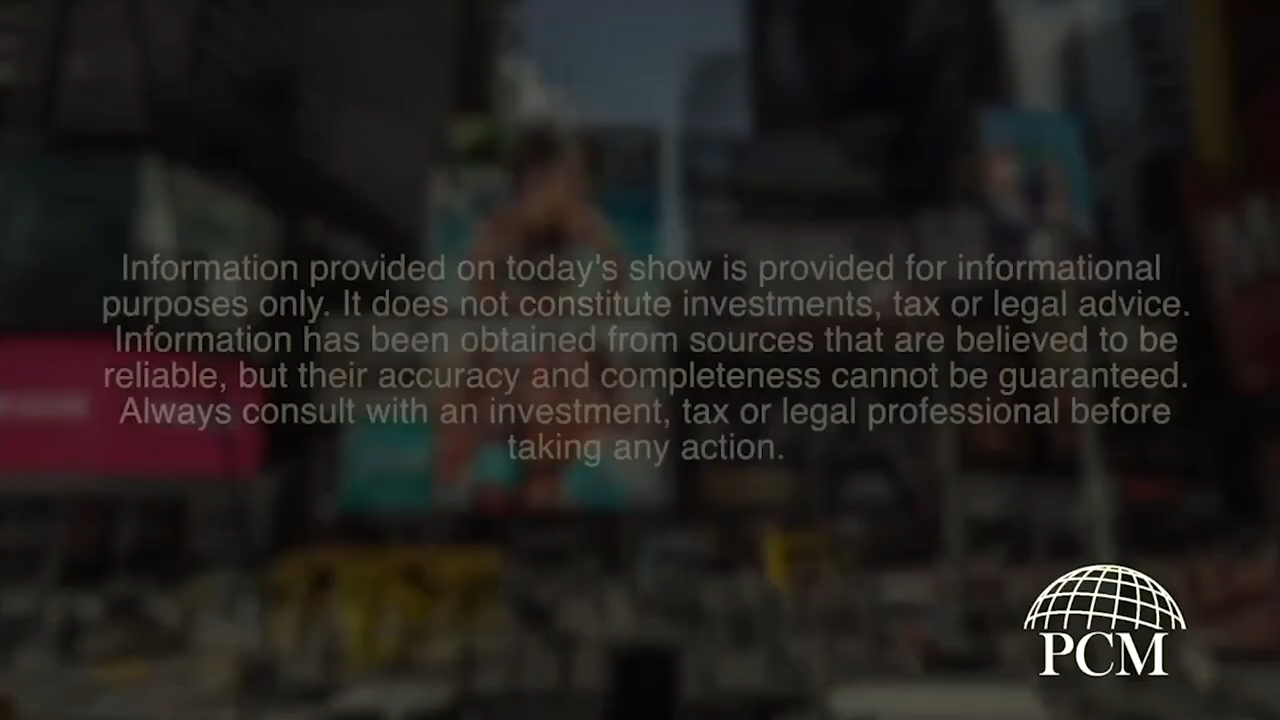 Information provided on today's show is provided for informational
purposes only. It does not constitute investments, tax or legal advice.
Information has been obtained from sources that are believed to be
reliable, but their accuracy and completeness cannot be guaranteed.
Always consult with an investment, tax or legal professional before
taking any action.
PCM